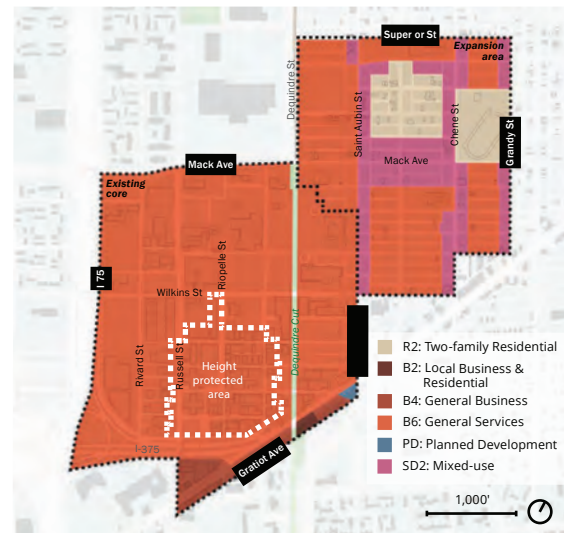 Super or St
Expansion
area
Dequindre St
Saint Aubin St
Chene St
Grandy St
Mack Ave
Mack Ave
Existing
core
I 75
Riopelle St
Wilkins St
Rivard St
Russell St
Height
protected
area
Dequindre Cut
I-375
Gratiot Ave
R2: Two-family Residential
B2: Local Business &
Residential
B4: General Business
B6: General Services
PD: Planned Development
SD2: Mixed-use
1,000'